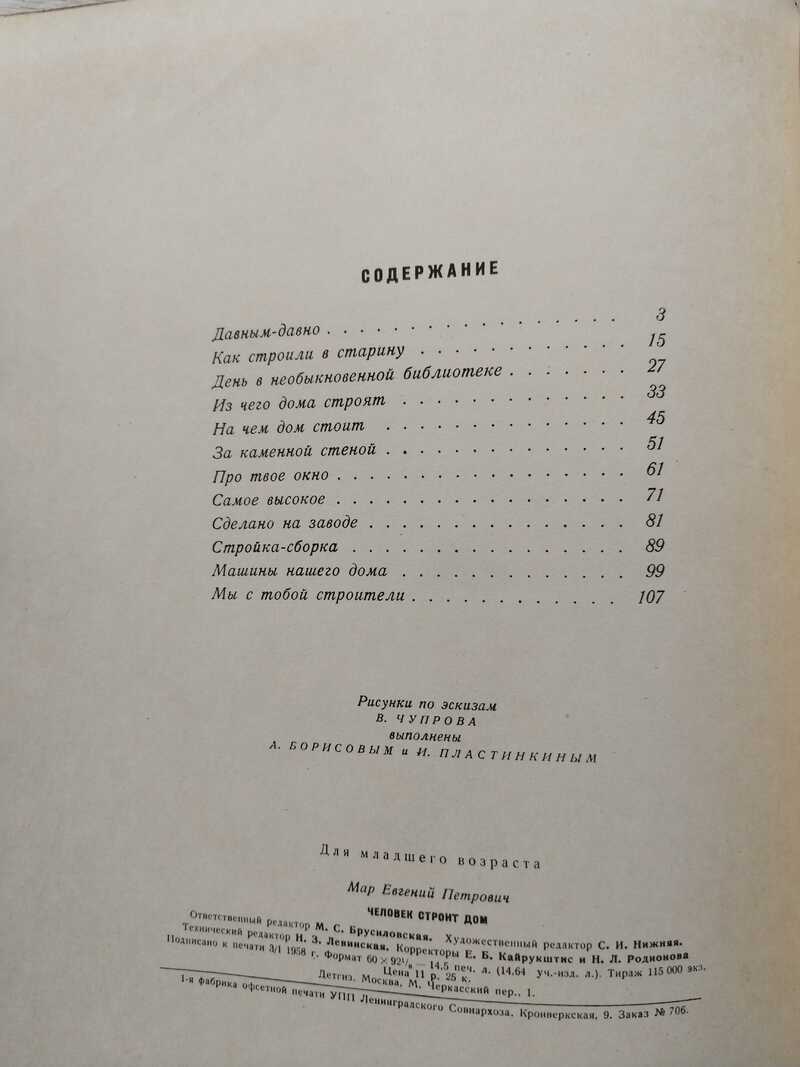 СОДЕРЖАНИЕ
Давным-давно . . . . . . . . . . . . . . 3
Как строили в старину . . . . . . . . . . 15
День в необыкновенной библиотеке . . . . . . 27
Из чего дома строят . . . . . . . . . . . 33
На чем дом стоит . . . . . . . . . . . . 45
За каменной стеной . . . . . . . . . . . 51
Про твое окно . . . . . . . . . . . . . 61
Самое высокое . . . . . . . . . . . . . 71
Сделано на заводе . . . . . . . . . . . . 81
Стройка-сборка . . . . . . . . . . . . . 89
Машины нашего дома . . . . . . . . . . 99
Мы с тобой строители . . . . . . . . . . 107
Рисунки по эскизам
В. ЧУПРОВА
выполнены
А. БОРИСОВЫМ и И. ПЛАСТИНКИНЫМ
Для младшего возраста
Мар Евгений Петрович
ЧЕЛОВЕК СТРОИТ ДОМ
Ответственный редактор М. С. Брусиловская. Художественный редактор С. И. Нижняя.
Технический редактор Н. З. Левинская. Корректоры Е. Б. Кайрукштис и Н. Л. Родионова
Подписано к печати 3/I 1958 г. Формат 60 × 92 1/8 — 14,5 печ. л. (14,64 уч.-изд. л.). Тираж 115 000 экз.
Цена 11 р. 25 к.
Детгиз. Москва, М. Черкасский пер., 1.
1-я фабрика офсетной печати УПП Ленинградского Совнархоза, Кронверкская, 9. Заказ № 706.